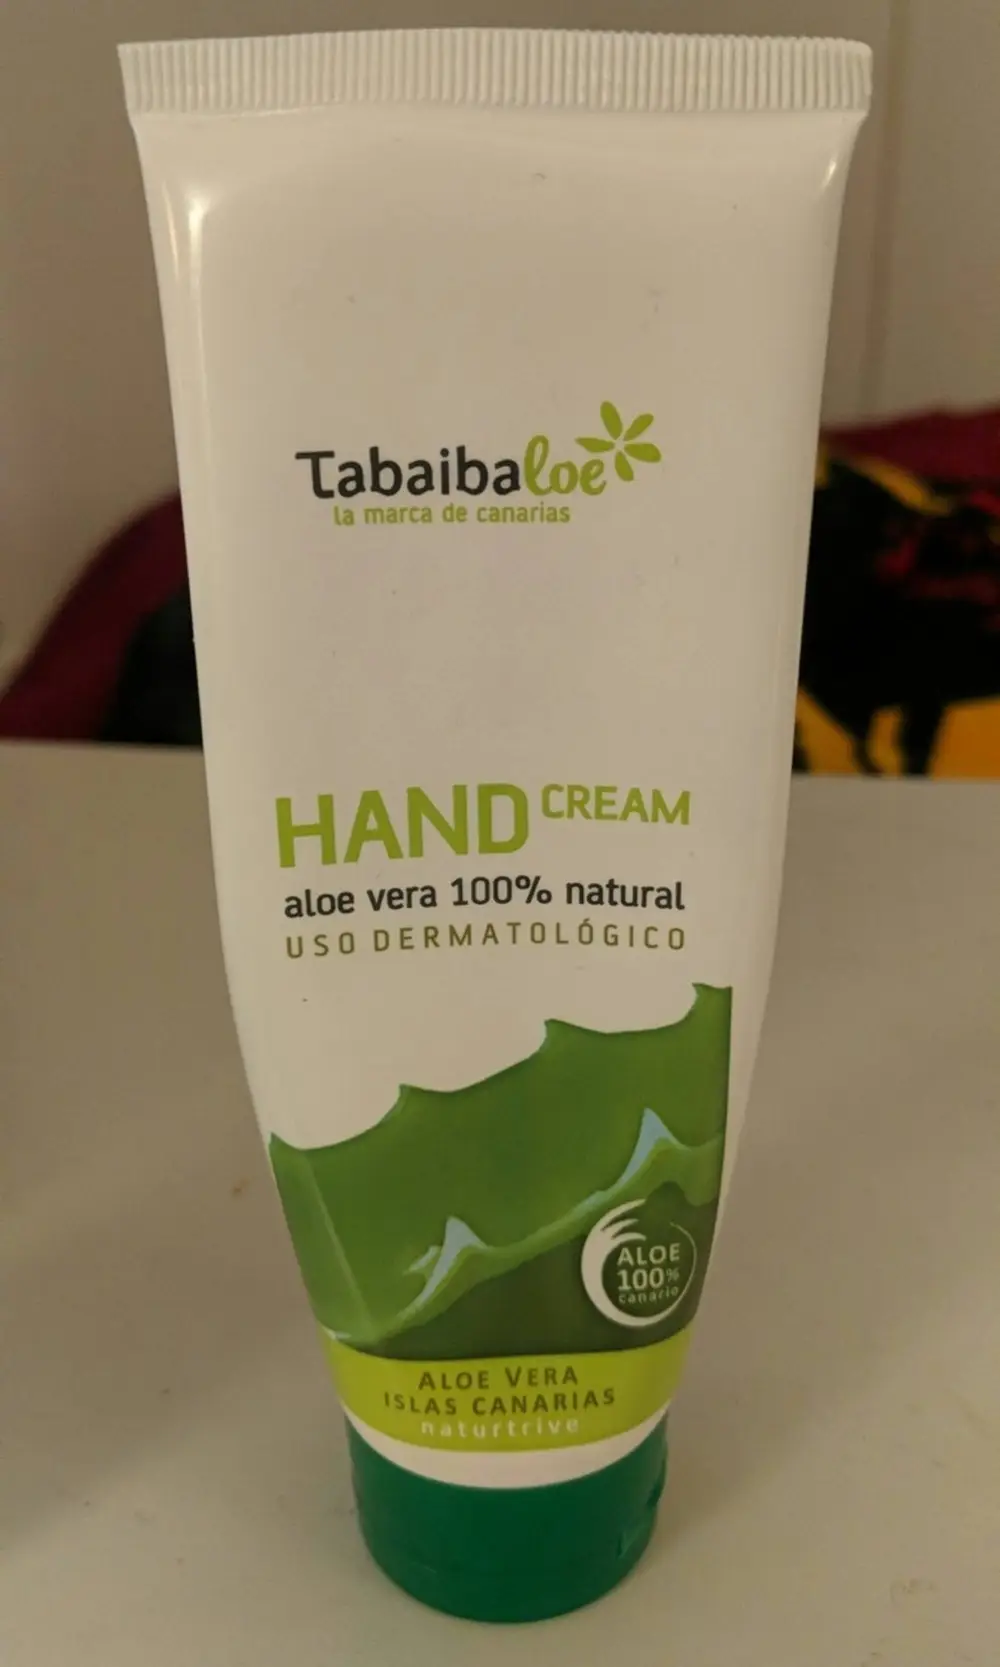 Tabaibaloe
la marca de canarias
HAND CREAM
aloe vera 100% natural
USO DERMATOLÓGICO
ALOE
100%
canario
ALOE VERA
ISLAS CANARIAS
naturtrive